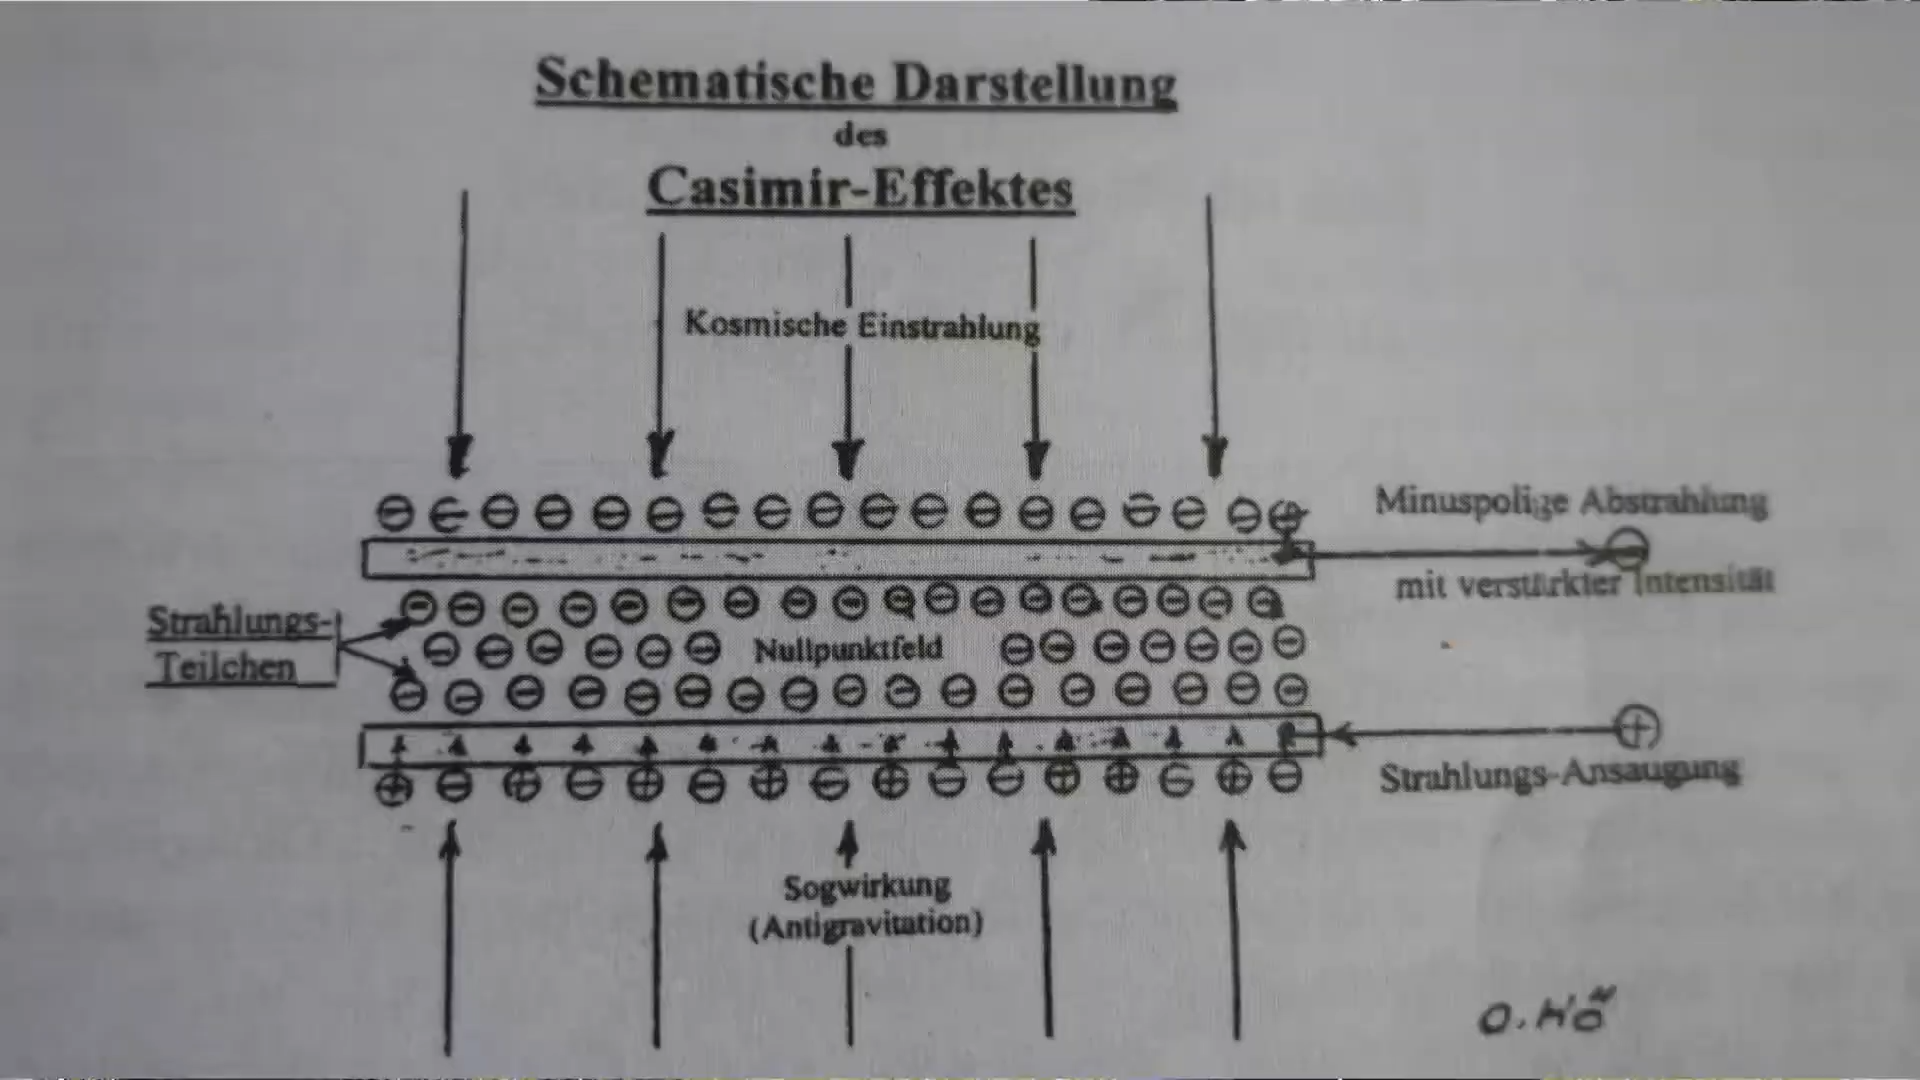 Schematische Darstellung
des
Casimir-Effektes
Kosmische Einstrahlung
Minuspolige Abstrahlung
mit verstärkter Intensität
Strahlungs-
Teilchen
Nullpunktfeld
Strahlungs-Ansaugung
Sogwirkung
(Antigravitation)